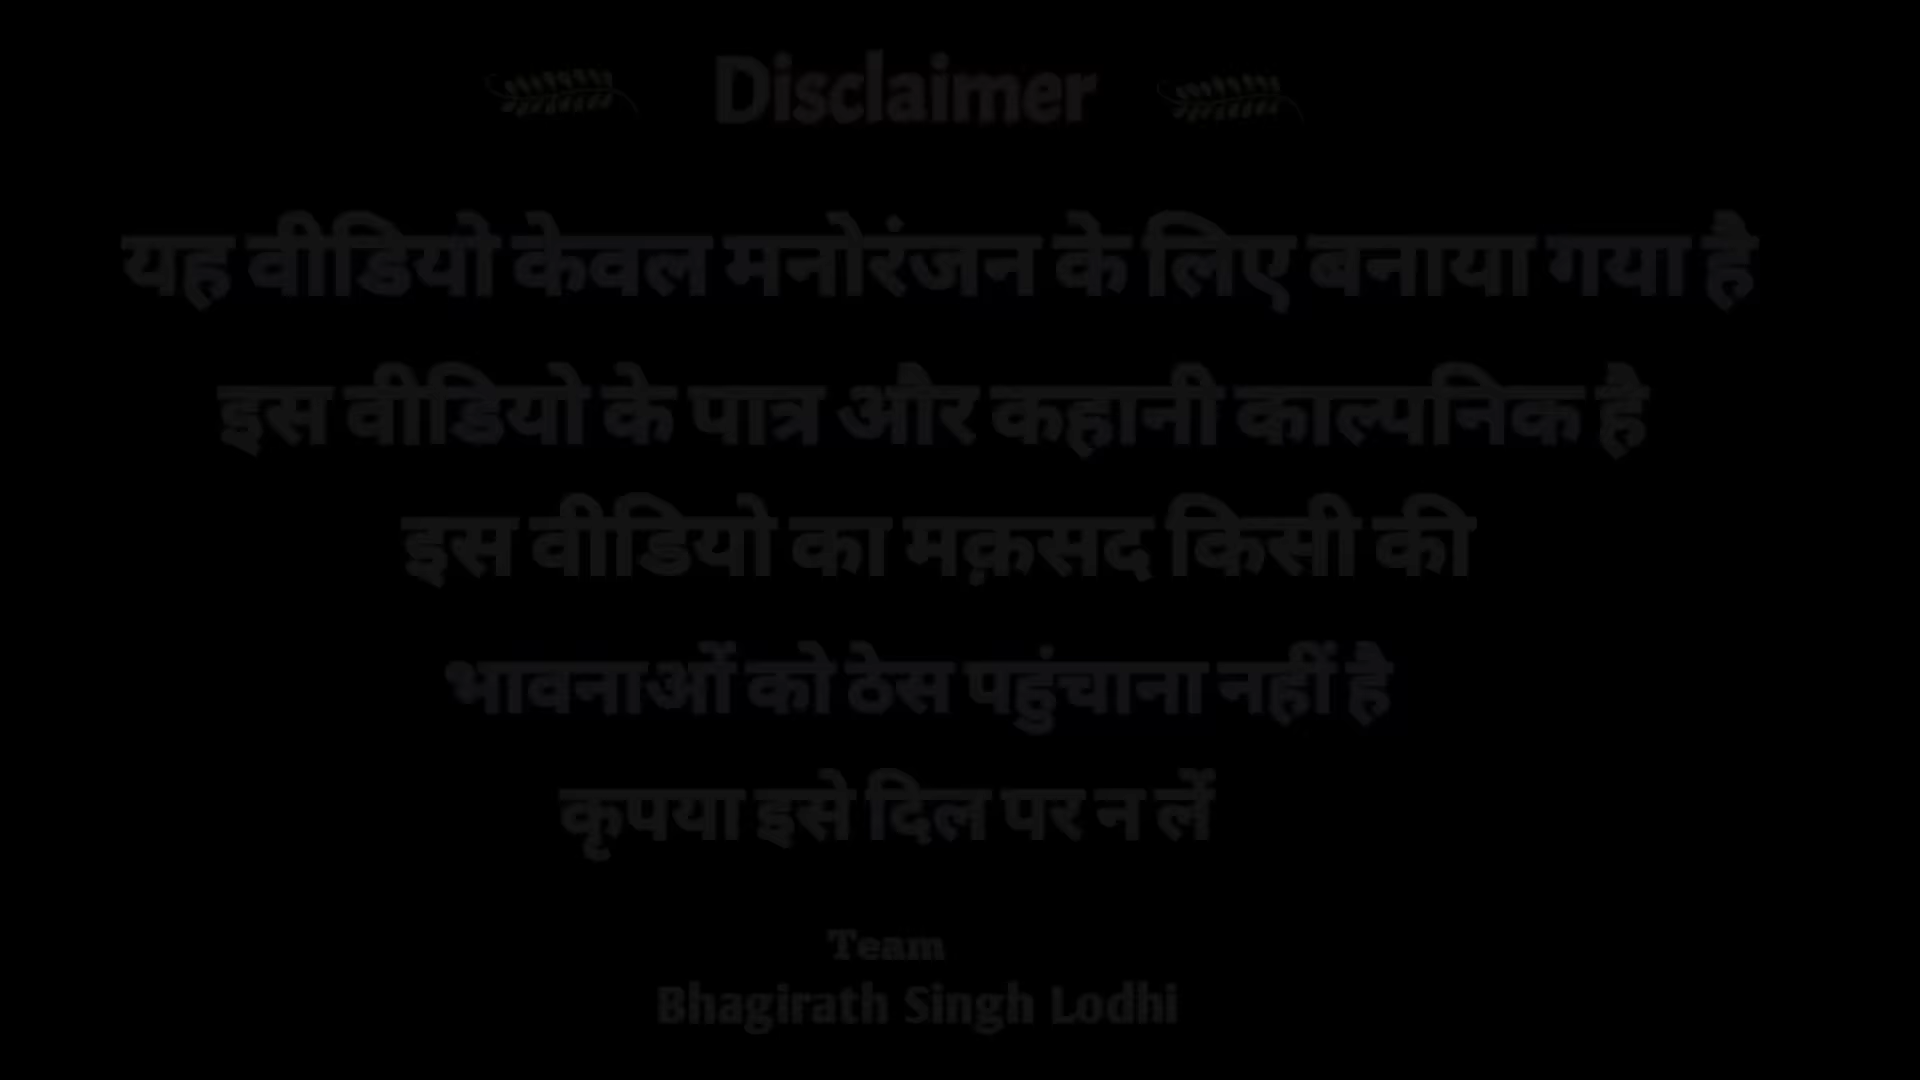 Disclaimer
यह वीडियो केवल मनोरंजन के लिए बनाया गया है
इस वीडियो के पात्र और कहानी काल्पनिक है
इस वीडियो का मक़सद किसी की
भावनाओं को ठेस पहुंचाना नहीं है
कृपया इसे दिल पर न लें
Team
Bhagirath Singh Lodhi